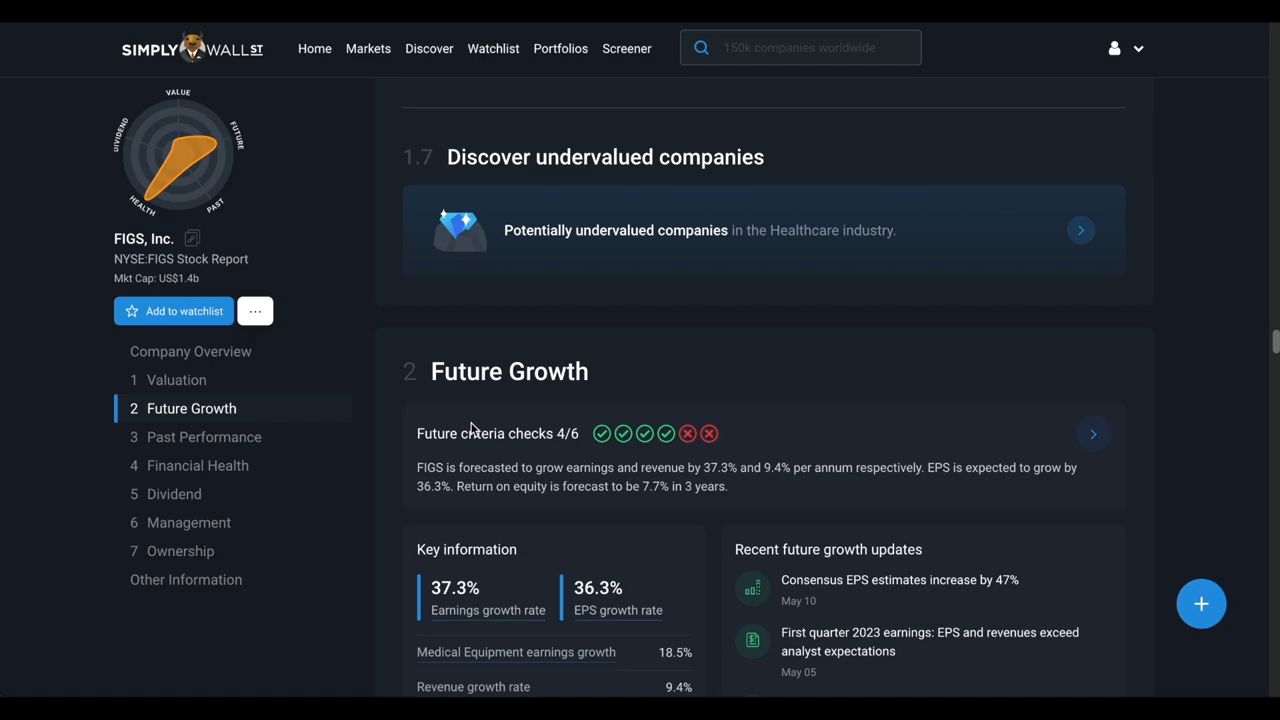 SIMPLY WALL ST
Home
Markets
Discover
Watchlist
Portfolios
Screener
150k companies worldwide
VALUE
FUTURE
PAST
HEALTH
DIVIDEND
FIGS, Inc.
NYSE:FIGS Stock Report
Mkt Cap: US$1.4b
Add to watchlist
...
Company Overview
1 Valuation
2 Future Growth
3 Past Performance
4 Financial Health
5 Dividend
6 Management
7 Ownership
Other Information
1.7 Discover undervalued companies
Potentially undervalued companies in the Healthcare industry.
2 Future Growth
Future criteria checks 4/6
FIGS is forecasted to grow earnings and revenue by 37.3% and 9.4% per annum respectively. EPS is expected to grow by
36.3%. Return on equity is forecast to be 7.7% in 3 years.
Key information
37.3%
Earnings growth rate
36.3%
EPS growth rate
Medical Equipment earnings growth 18.5%
Revenue growth rate 9.4%
Recent future growth updates
Consensus EPS estimates increase by 47%
May 10
First quarter 2023 earnings: EPS and revenues exceed
analyst expectations
May 05